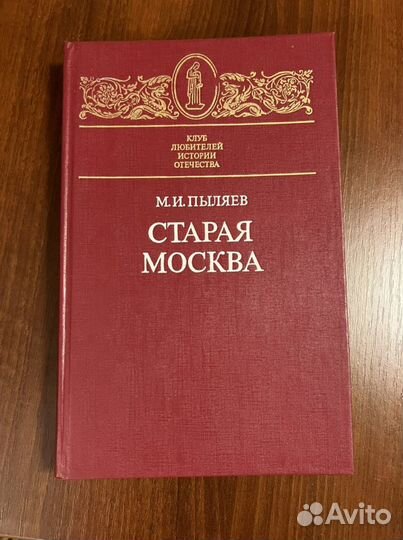 КЛУБ
ЛЮБИТЕЛЕЙ
ИСТОРИИ
ОТЕЧЕСТВА
М.И.ПЫЛЯЕВ
СТАРАЯ
МОСКВА
Avito